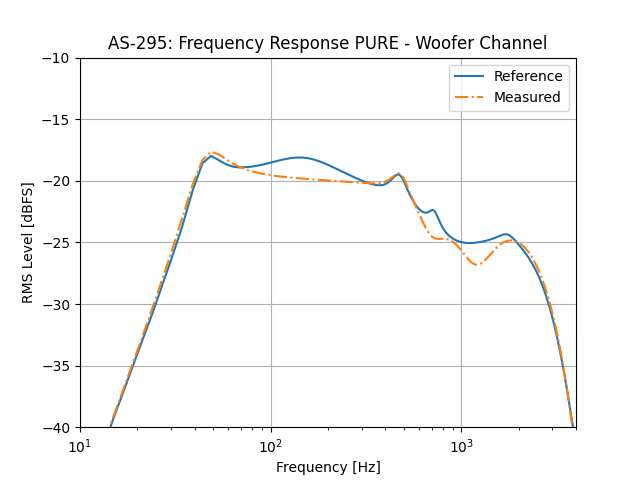 AS-295: Frequency Response PURE - Woofer Channel
RMS Level [dBFS]
−10
−15
−20
−25
−30
−35
−40
Reference
Measured
10¹
10²
10³
Frequency [Hz]